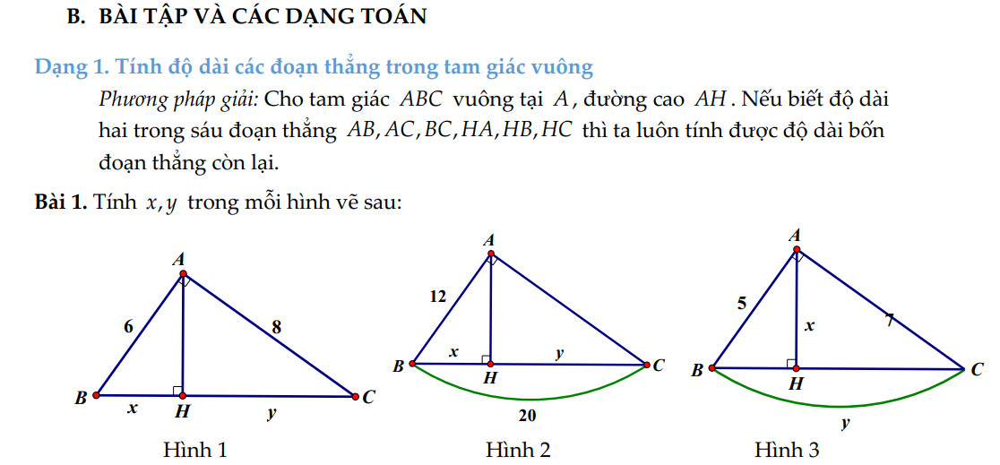 B. BÀI TẬP VÀ CÁC DẠNG TOÁN
Dạng 1. Tính độ dài các đoạn thẳng trong tam giác vuông
Phương pháp giải: Cho tam giác ABC vuông tại A, đường cao AH. Nếu biết độ dài
hai trong sáu đoạn thẳng AB, AC, BC, HA, HB, HC thì ta luôn tính được độ dài bốn
đoạn thẳng còn lại.
Bài 1. Tính x, y trong mỗi hình vẽ sau:
A
6
8
B
x
H
y
C
Hình 1
A
12
x
y
B
H
C
20
Hình 2
A
5
x
7
B
H
C
y
Hình 3